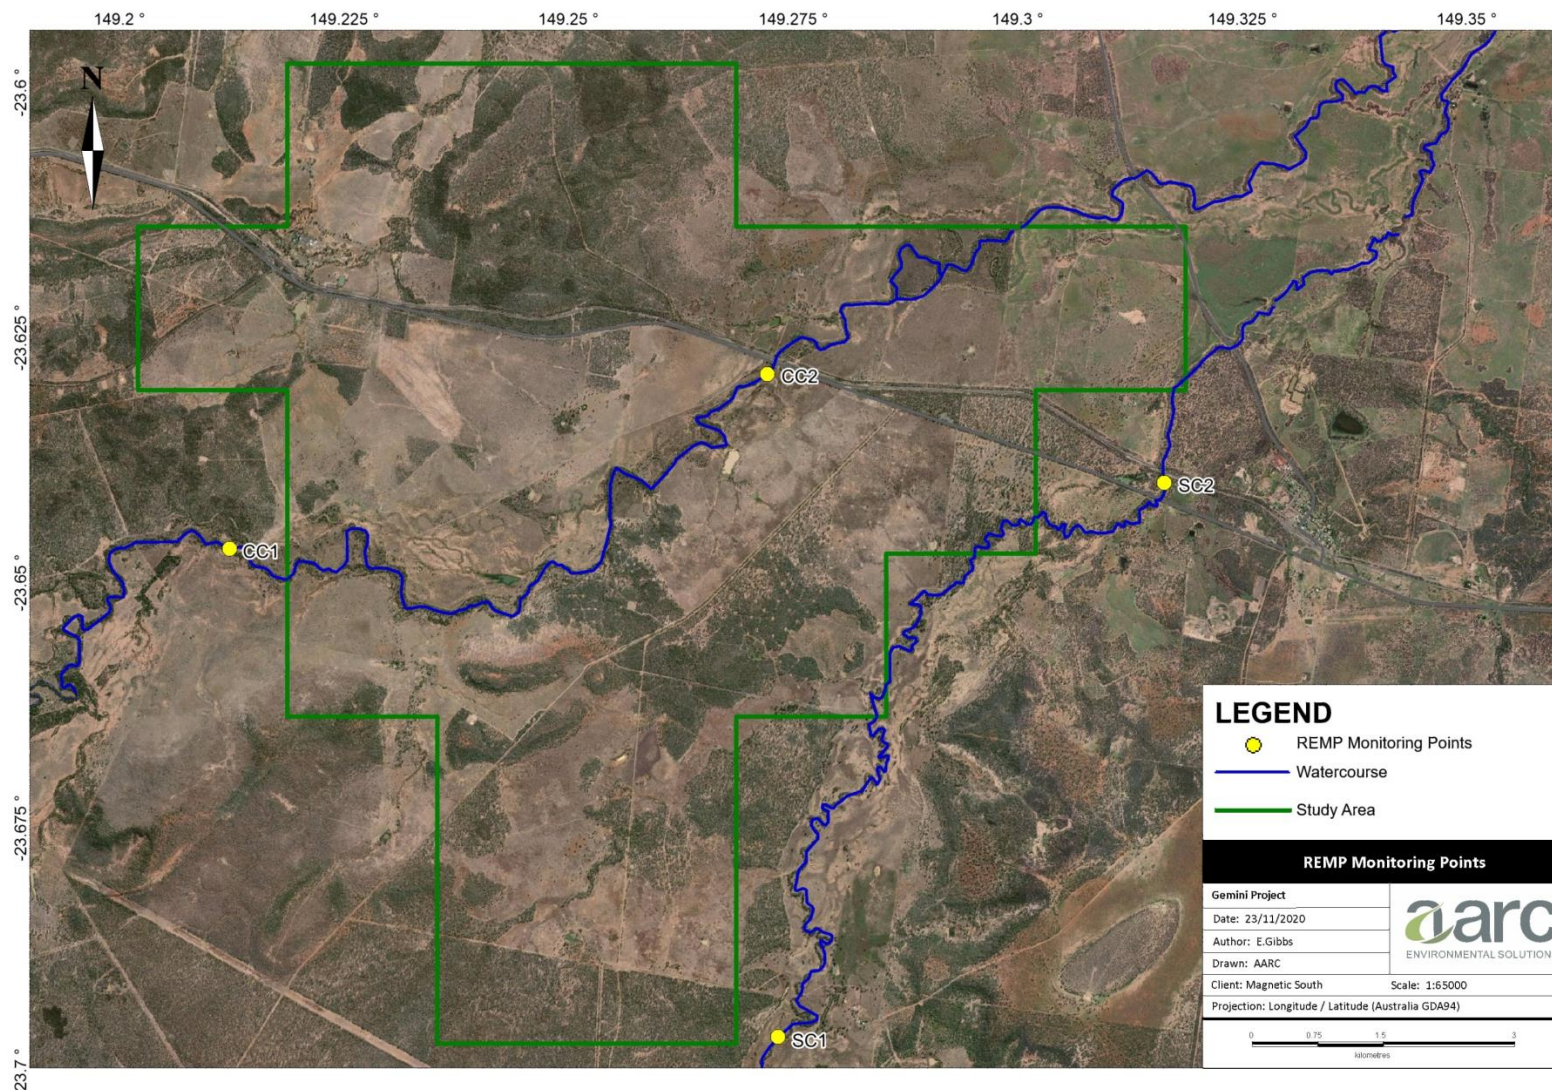 149.2 °
149.225 °
149.25 °
149.275 °
149.3 °
149.325 °
149.35 °
-23.6 °
-23.625 °
-23.65 °
-23.675 °
-23.7 °
N
CC2
SC2
CC1
SC1
LEGEND
REMP Monitoring Points
Watercourse
Study Area
REMP Monitoring Points
Gemini Project
Date: 23/11/2020
Author: E.Gibbs
Drawn: AARC
aarc
ENVIRONMENTAL SOLUTION
Client: Magnetic South Scale: 1:65000
Projection: Longitude / Latitude (Australia GDA94)
0 0.75 1.5 3
kilometres